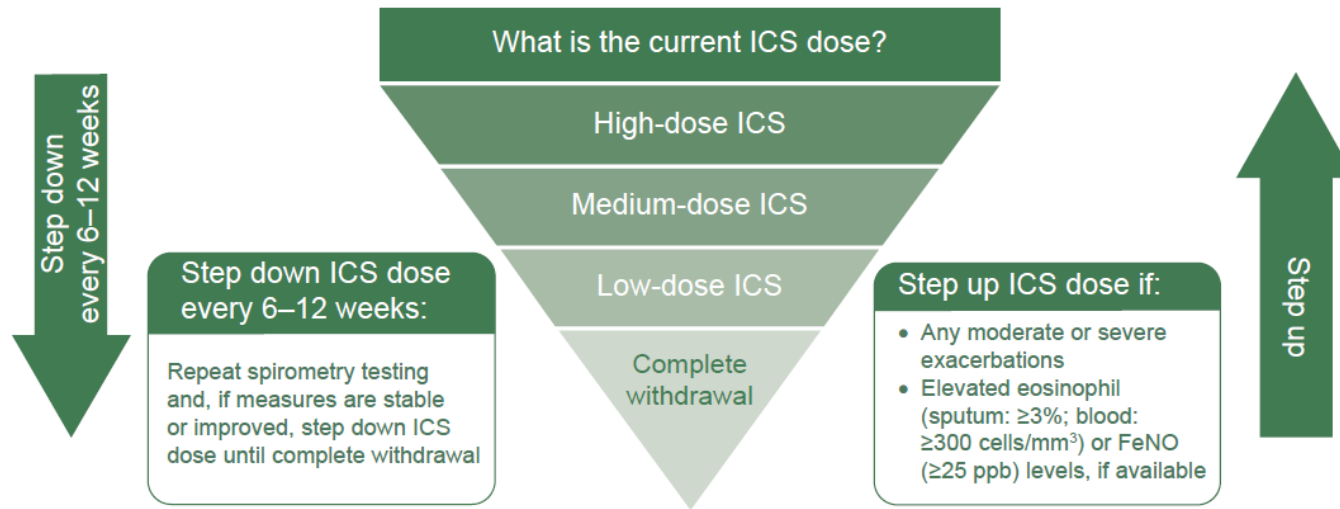 What is the current ICS dose?
High-dose ICS
Medium-dose ICS
Low-dose ICS
Complete
withdrawal
Step down
every 6–12 weeks
Step down ICS dose
every 6–12 weeks:
Repeat spirometry testing
and, if measures are stable
or improved, step down ICS
dose until complete withdrawal
Step up ICS dose if:
• Any moderate or severe
exacerbations
• Elevated eosinophil
(sputum: ≥3%; blood:
≥300 cells/mm³) or FeNO
(≥25 ppb) levels, if available
Step up